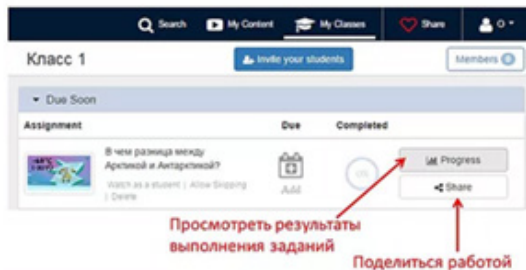 Search My Content My Classes Share
Класс 1 Invite your students Members
Due Soon
Assignment Due Completed
В чем разница между
Арктикой и Антарктикой?
Watch as a student | Allow Skipping
| Delete
Add
0%
Progress
Share
Просмотреть результаты
выполнения заданий
Поделиться работой